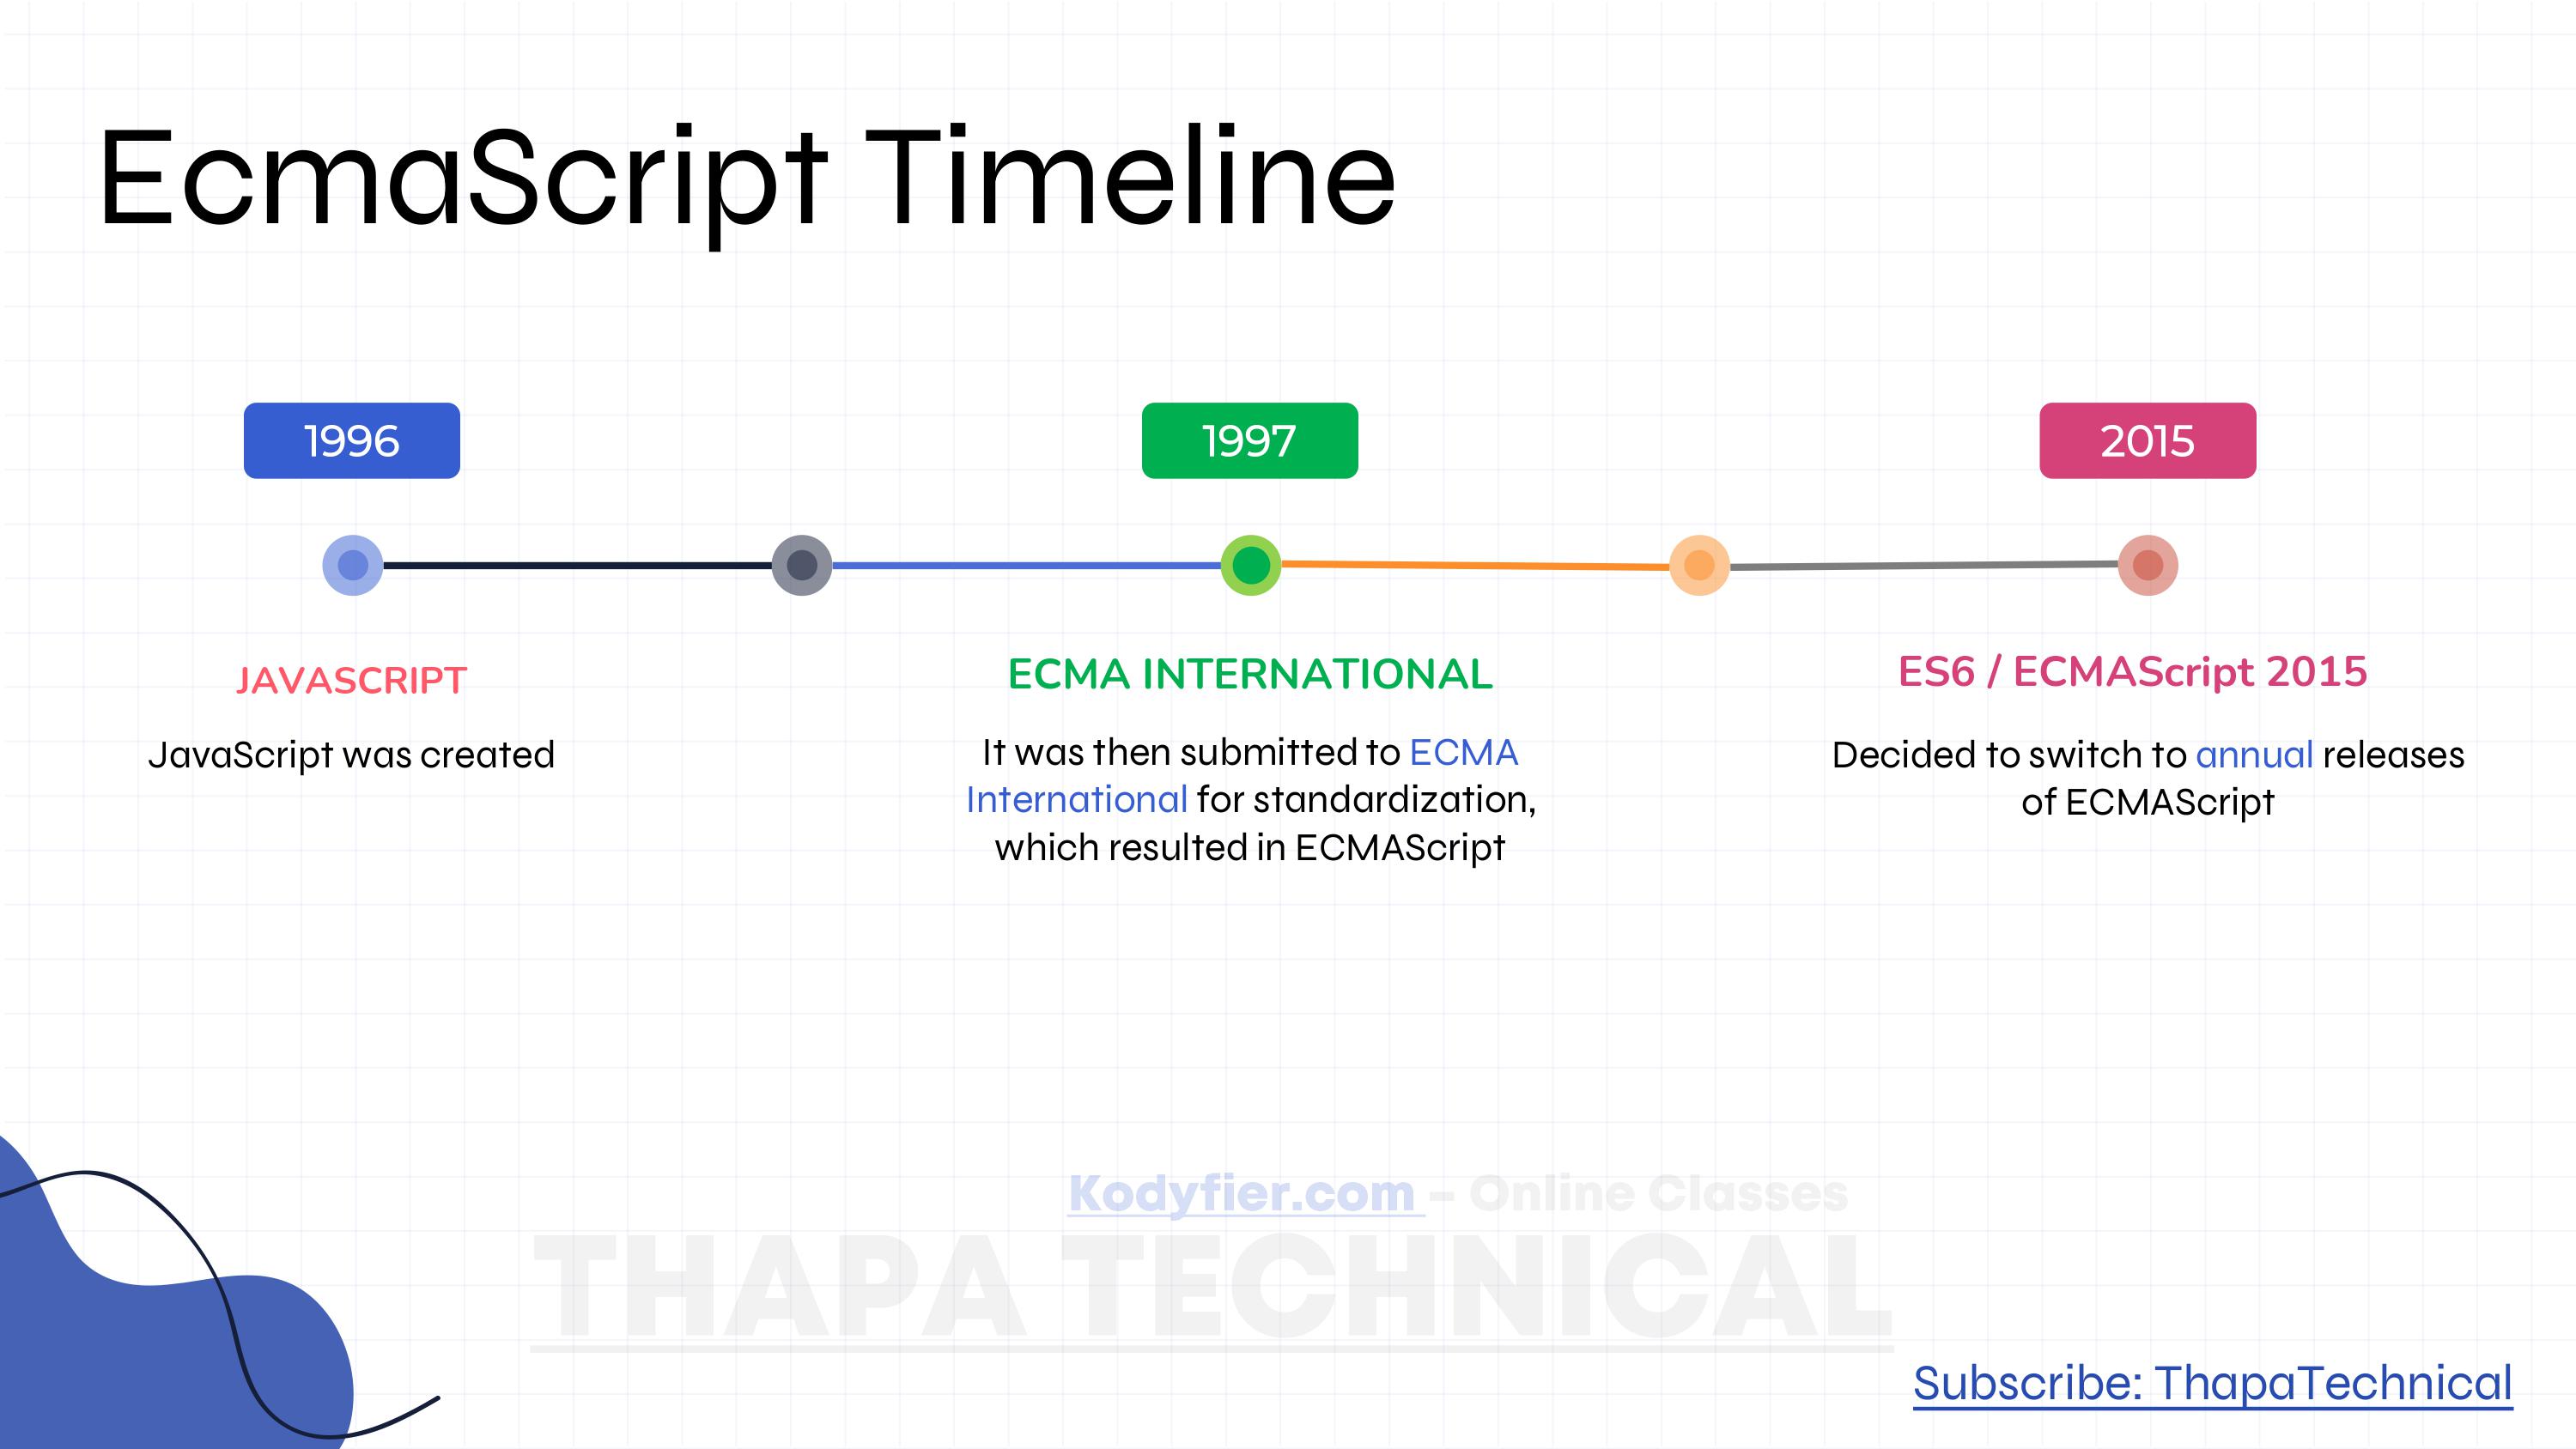 EcmaScript Timeline
1996
1997
2015
JAVASCRIPT
JavaScript was created
ECMA INTERNATIONAL
It was then submitted to ECMA
International for standardization,
which resulted in ECMAScript
ES6 / ECMAScript 2015
Decided to switch to annual releases
of ECMAScript
Kodyfier.com - Online Classes
THAPA TECHNICAL
Subscribe: ThapaTechnical